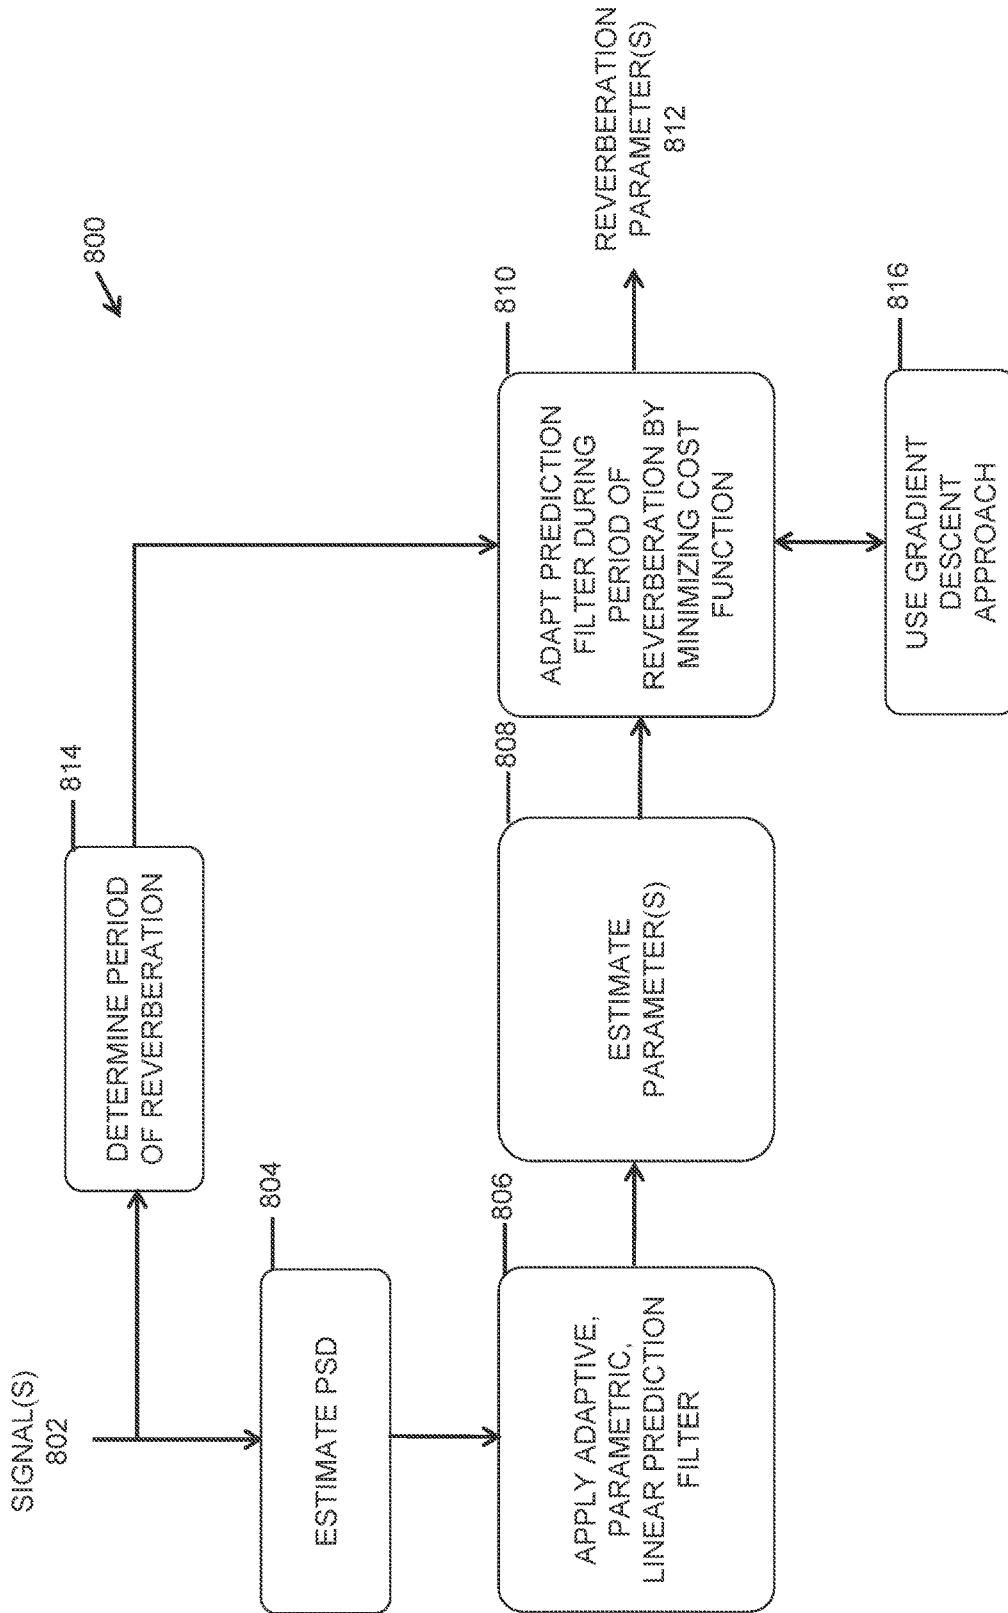 800
SIGNAL(S)
802
814
DETERMINE PERIOD
OF REVERBERATION
804
ESTIMATE PSD
806
APPLY ADAPTIVE,
PARAMETRIC,
LINEAR PREDICTION
FILTER
808
ESTIMATE
PARAMETER(S)
810
ADAPT PREDICTION
FILTER DURING
PERIOD OF
REVERBERATION BY
MINIMIZING COST
FUNCTION
REVERBERATION
PARAMETER(S)
812
816
USE GRADIENT
DESCENT
APPROACH